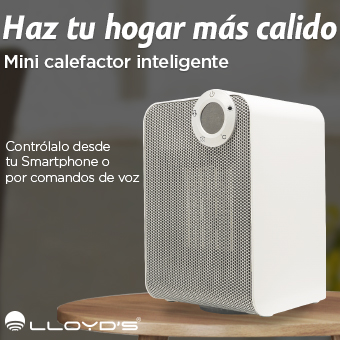 Haz tu hogar más calido
Mini calefactor inteligente
Contrólalo desde
tu Smartphone o
por comandos de voz
LLOYD'S®